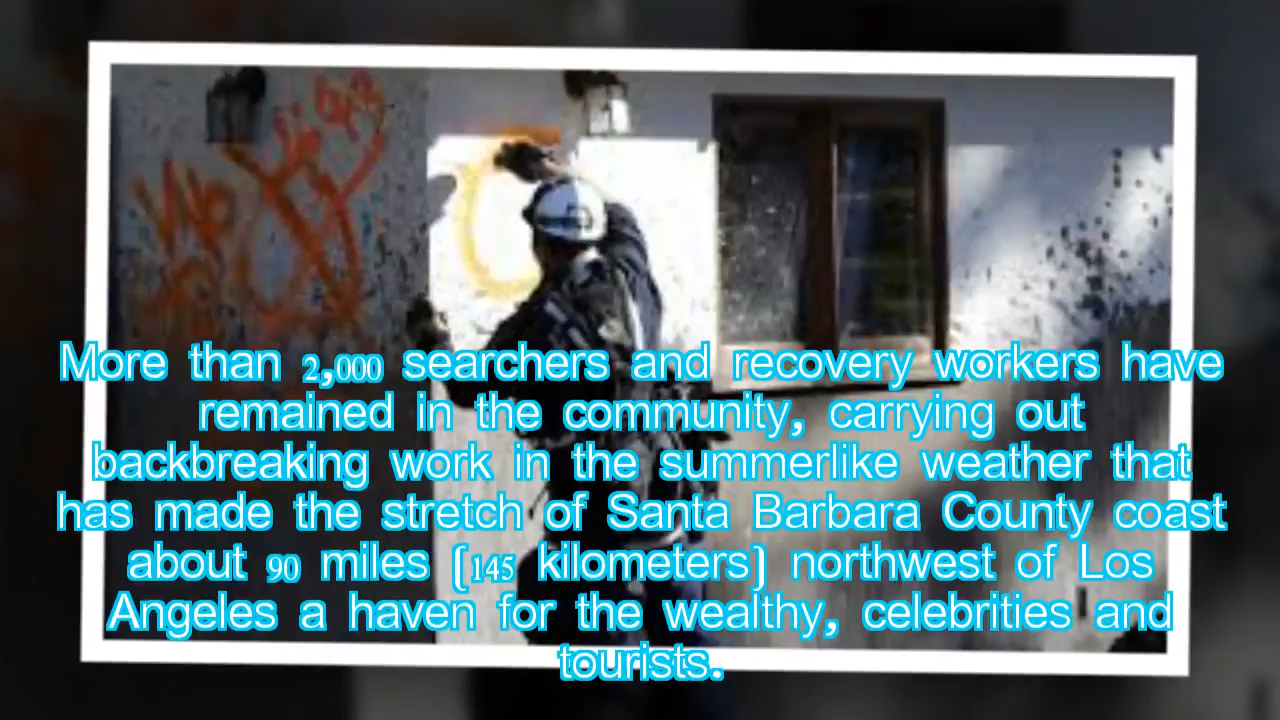 More than 2,000 searchers and recovery workers have
remained in the community, carrying out
backbreaking work in the summerlike weather that
has made the stretch of Santa Barbara County coast
about 90 miles (145 kilometers) northwest of Los
Angeles a haven for the wealthy, celebrities and
tourists.